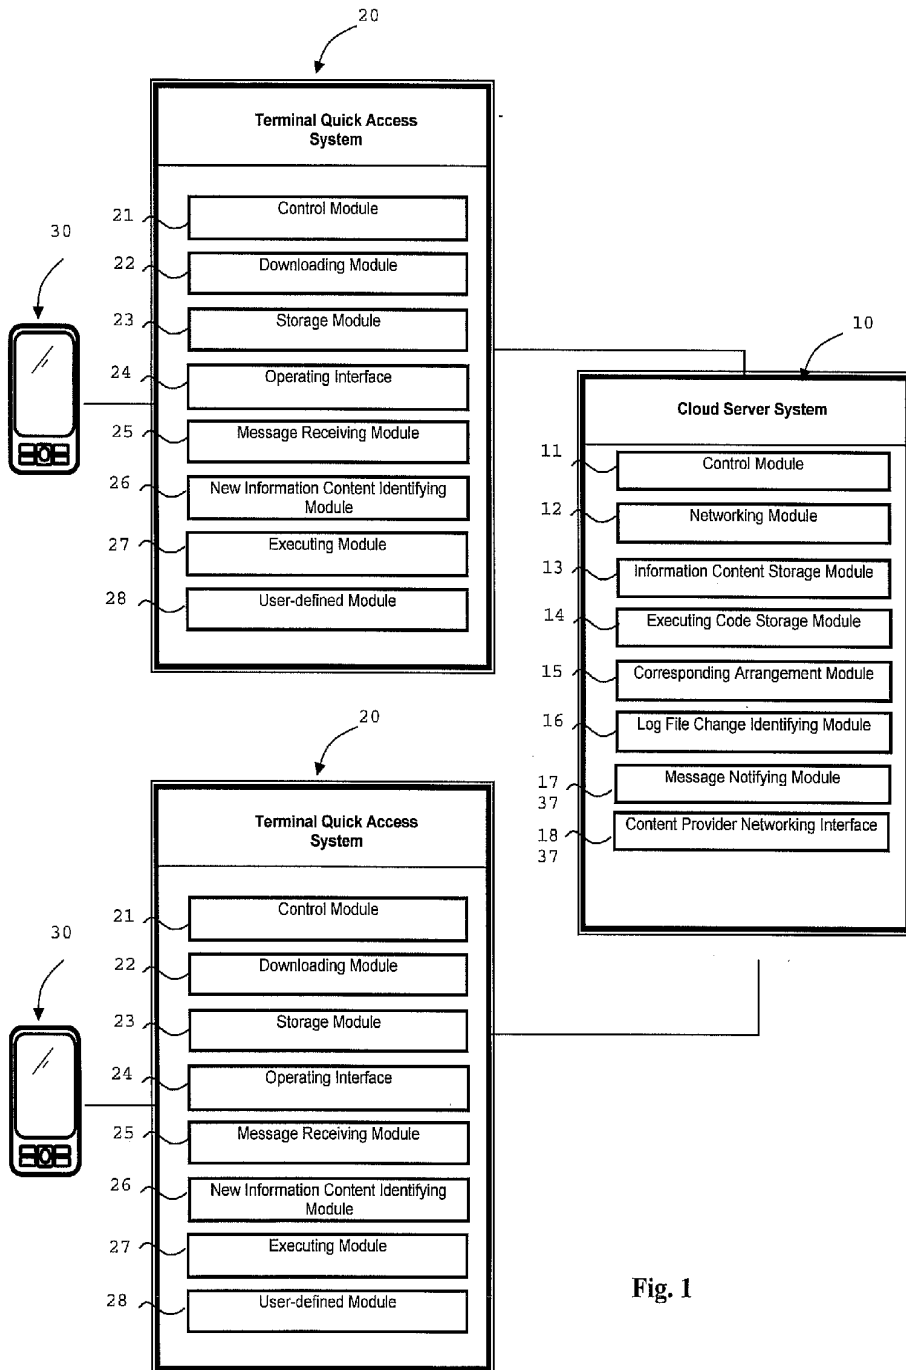 20
Terminal Quick Access
System
21
Control Module
30
22
Downloading Module
23
Storage Module
24
Operating Interface
25
Message Receiving Module
26
New Information Content Identifying
Module
27
Executing Module
28
User-defined Module
10
Cloud Server System
11
Control Module
12
Networking Module
13
Information Content Storage Module
14
Executing Code Storage Module
15
Corresponding Arrangement Module
16
Log File Change Identifying Module
17
37
Message Notifying Module
18
37
Content Provider Networking Interface
20
Terminal Quick Access
System
21
Control Module
30
22
Downloading Module
23
Storage Module
24
Operating Interface
25
Message Receiving Module
26
New Information Content Identifying
Module
27
Executing Module
28
User-defined Module
Fig. 1